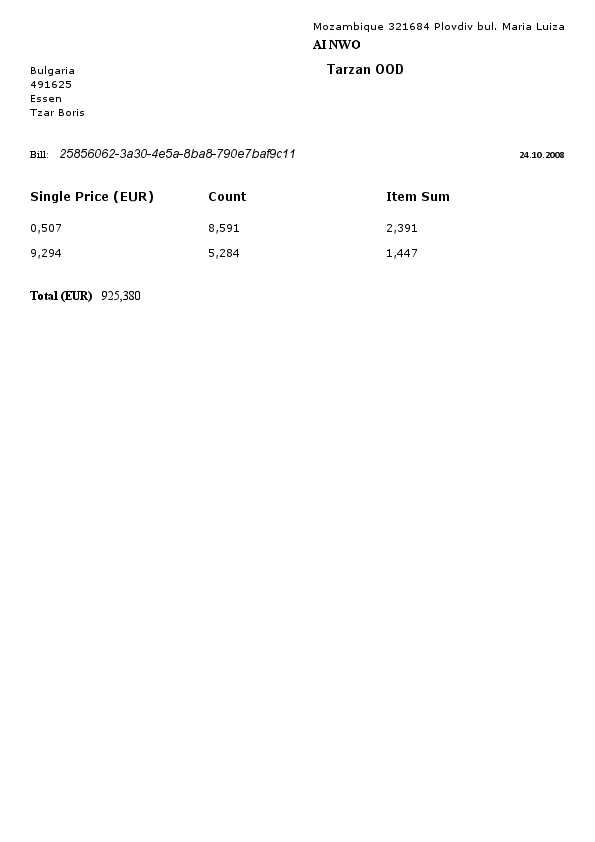 Mozambique 321684 Plovdiv bul. Maria Luiza
AI NWO
Tarzan OOD
Bulgaria
491625
Essen
Tzar Boris
Bill: 25856062-3a30-4e5a-8ba8-790e7baf9c11 24.10.2008
Single Price (EUR) Count Item Sum
0,507 8,591 2,391
9,294 5,284 1,447
Total (EUR) 925,380